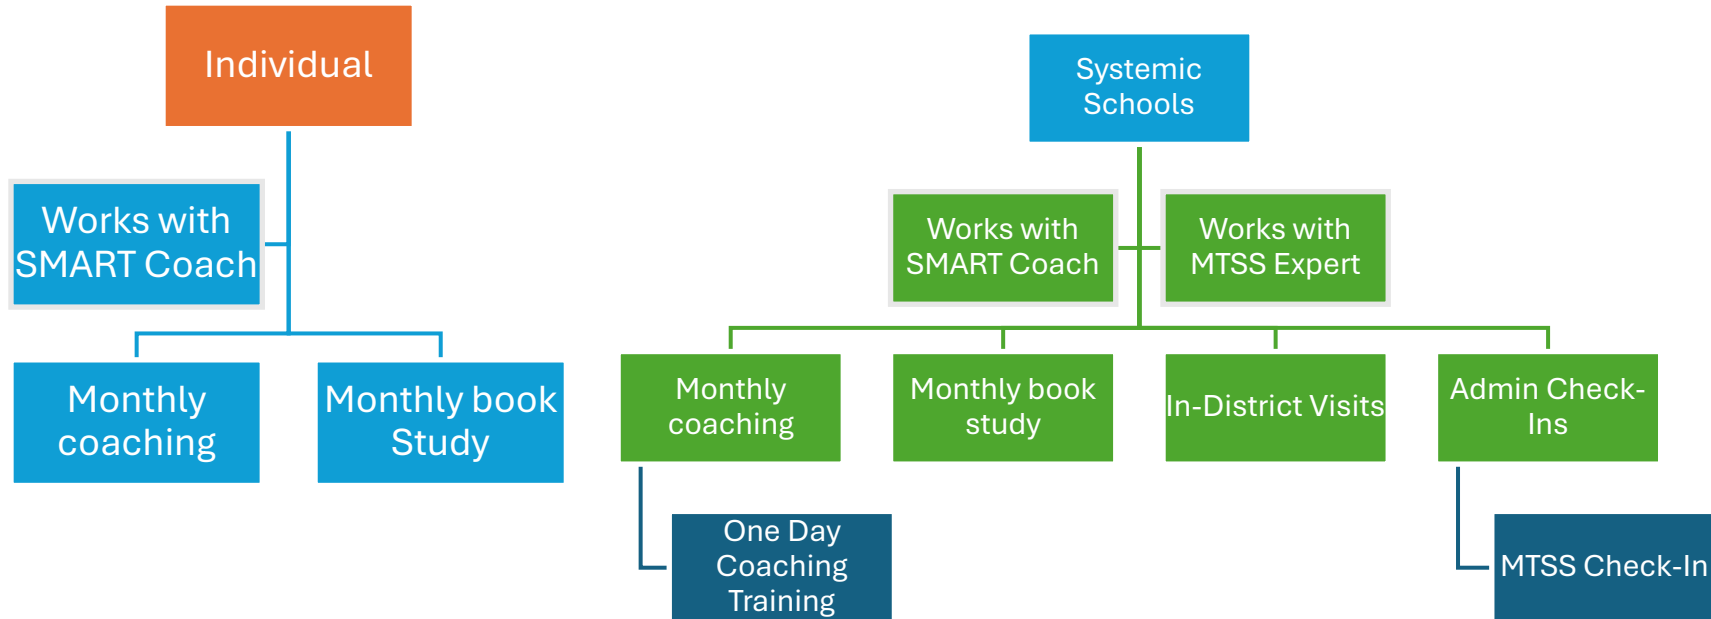 Individual
Works with
SMART Coach
Monthly
coaching
Monthly book
Study
Systemic
Schools
Works with
SMART Coach
Works with
MTSS Expert
Monthly
coaching
Monthly book
study
In-District Visits
Admin Check-
Ins
One Day
Coaching
Training
MTSS Check-In